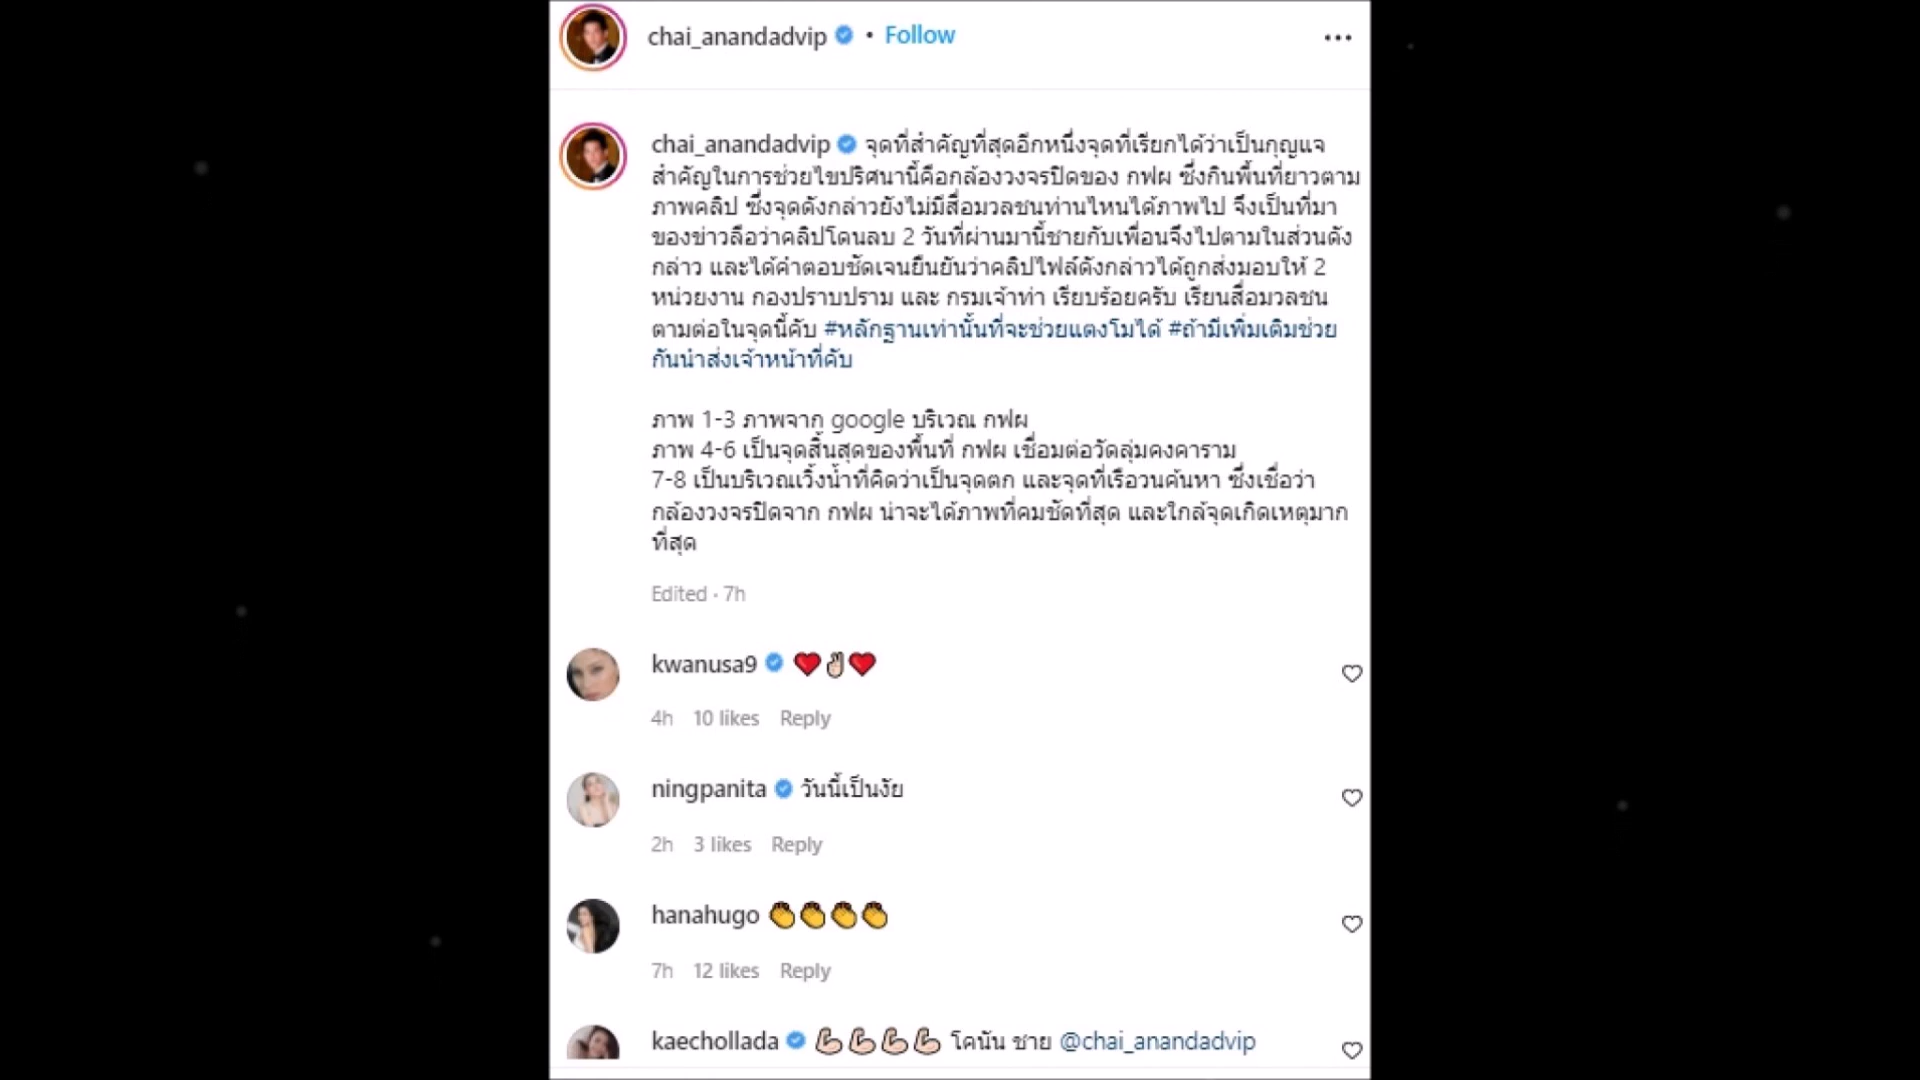 chai_anandadvip • Follow
chai_anandadvip จุดที่สำคัญที่สุดอีกหนึ่งจุดที่เรียกได้ว่าเป็นกุญแจ
สำคัญในการช่วยไขปริศนานี้คือกล้องวงจรปิดของ กฟผ ซึ่งกินพื้นที่ยาวตาม
ภาพคลิป ซึ่งจุดดังกล่าวยังไม่มีสื่อมวลชนท่านไหนได้ภาพไป จึงเป็นที่มา
ของข่าวลือว่าคลิปโดนลบ 2 วันที่ผ่านมานี้ชายกับเพื่อนจึงไปตามในส่วนดัง
กล่าว และได้คำตอบชัดเจนยืนยันว่าคลิปไฟล์ดังกล่าวได้ถูกส่งมอบให้ 2
หน่วยงาน กองปราบปราม และ กรมเจ้าท่า เรียบร้อยครับ เรียนสื่อมวลชน
ตามต่อในจุดนี้คับ #หลักฐานเท่านั้นที่จะช่วยแตงโมได้ #ถ้ามีเพิ่มเติมช่วย
กันนำส่งเจ้าหน้าที่คับ
ภาพ 1-3 ภาพจาก google บริเวณ กฟผ
ภาพ 4-6 เป็นจุดสิ้นสุดของพื้นที่ กฟผ เชื่อมต่อวัดลุ่มคงคาราม
7-8 เป็นบริเวณเวิ้งน้ำที่คิดว่าเป็นจุดตก และจุดที่เรือวนค้นหา ซึ่งเชื่อว่า
กล้องวงจรปิดจาก กฟผ น่าจะได้ภาพที่คมชัดที่สุด และใกล้จุดเกิดเหตุมาก
ที่สุด
Edited · 7h
kwanusa9 ❤️✌🏻❤️
4h 10 likes Reply
ningpanita วันนี้เป็นงัย
2h 3 likes Reply
hanahugo 👏👏👏👏
7h 12 likes Reply
kaechollada 💪🏻💪🏻💪🏻💪🏻 โคนัน ชาย @chai_anandadvip